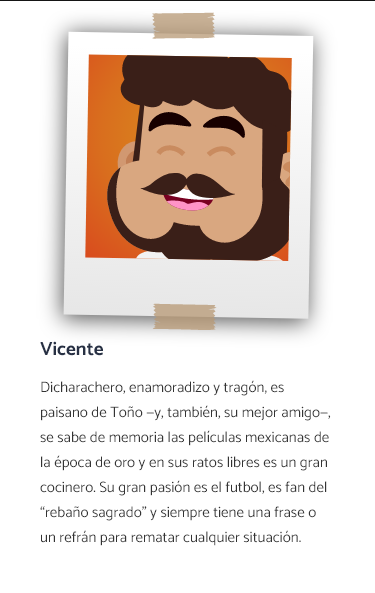 Vicente
Dicharachero, enamoradizo y tragón, es
paisano de Toño –y, también, su mejor amigo–,
se sabe de memoria las películas mexicanas de
la época de oro y en sus ratos libres es un gran
cocinero. Su gran pasión es el futbol, es fan del
“rebaño sagrado” y siempre tiene una frase o
un refrán para rematar cualquier situación.